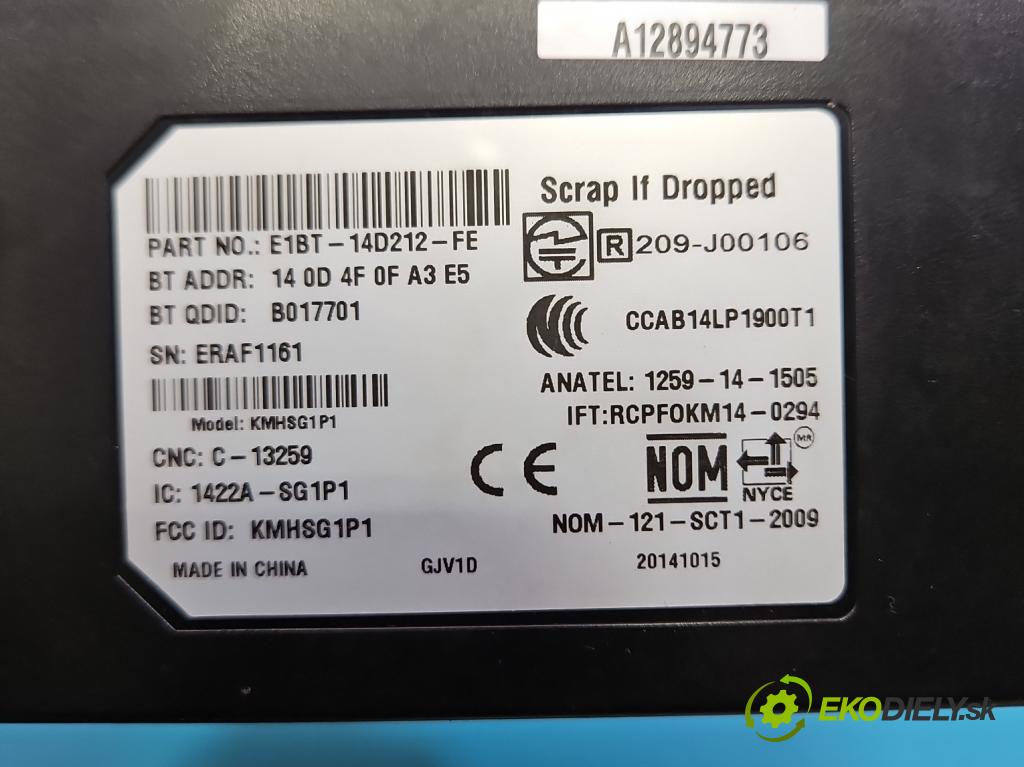 A12894773
Scrap If Dropped
PART NO.: E1BT-14D212-FE
R 209-J00106
BT ADDR: 14 0D 4F 0F A3 E5
BT QDID: B017701
CCAB14LP1900T1
SN: ERAF1161
ANATEL: 1259-14-1505
Model: KMHSG1P1
IFT:RCPFOKM14-0294
CNC: C-13259
CE
NOM
MR
NYCE
IC: 1422A-SG1P1
FCC ID: KMHSG1P1
NOM-121-SCT1-2009
MADE IN CHINA
GJV1D
20141015
EKODIELY.sk